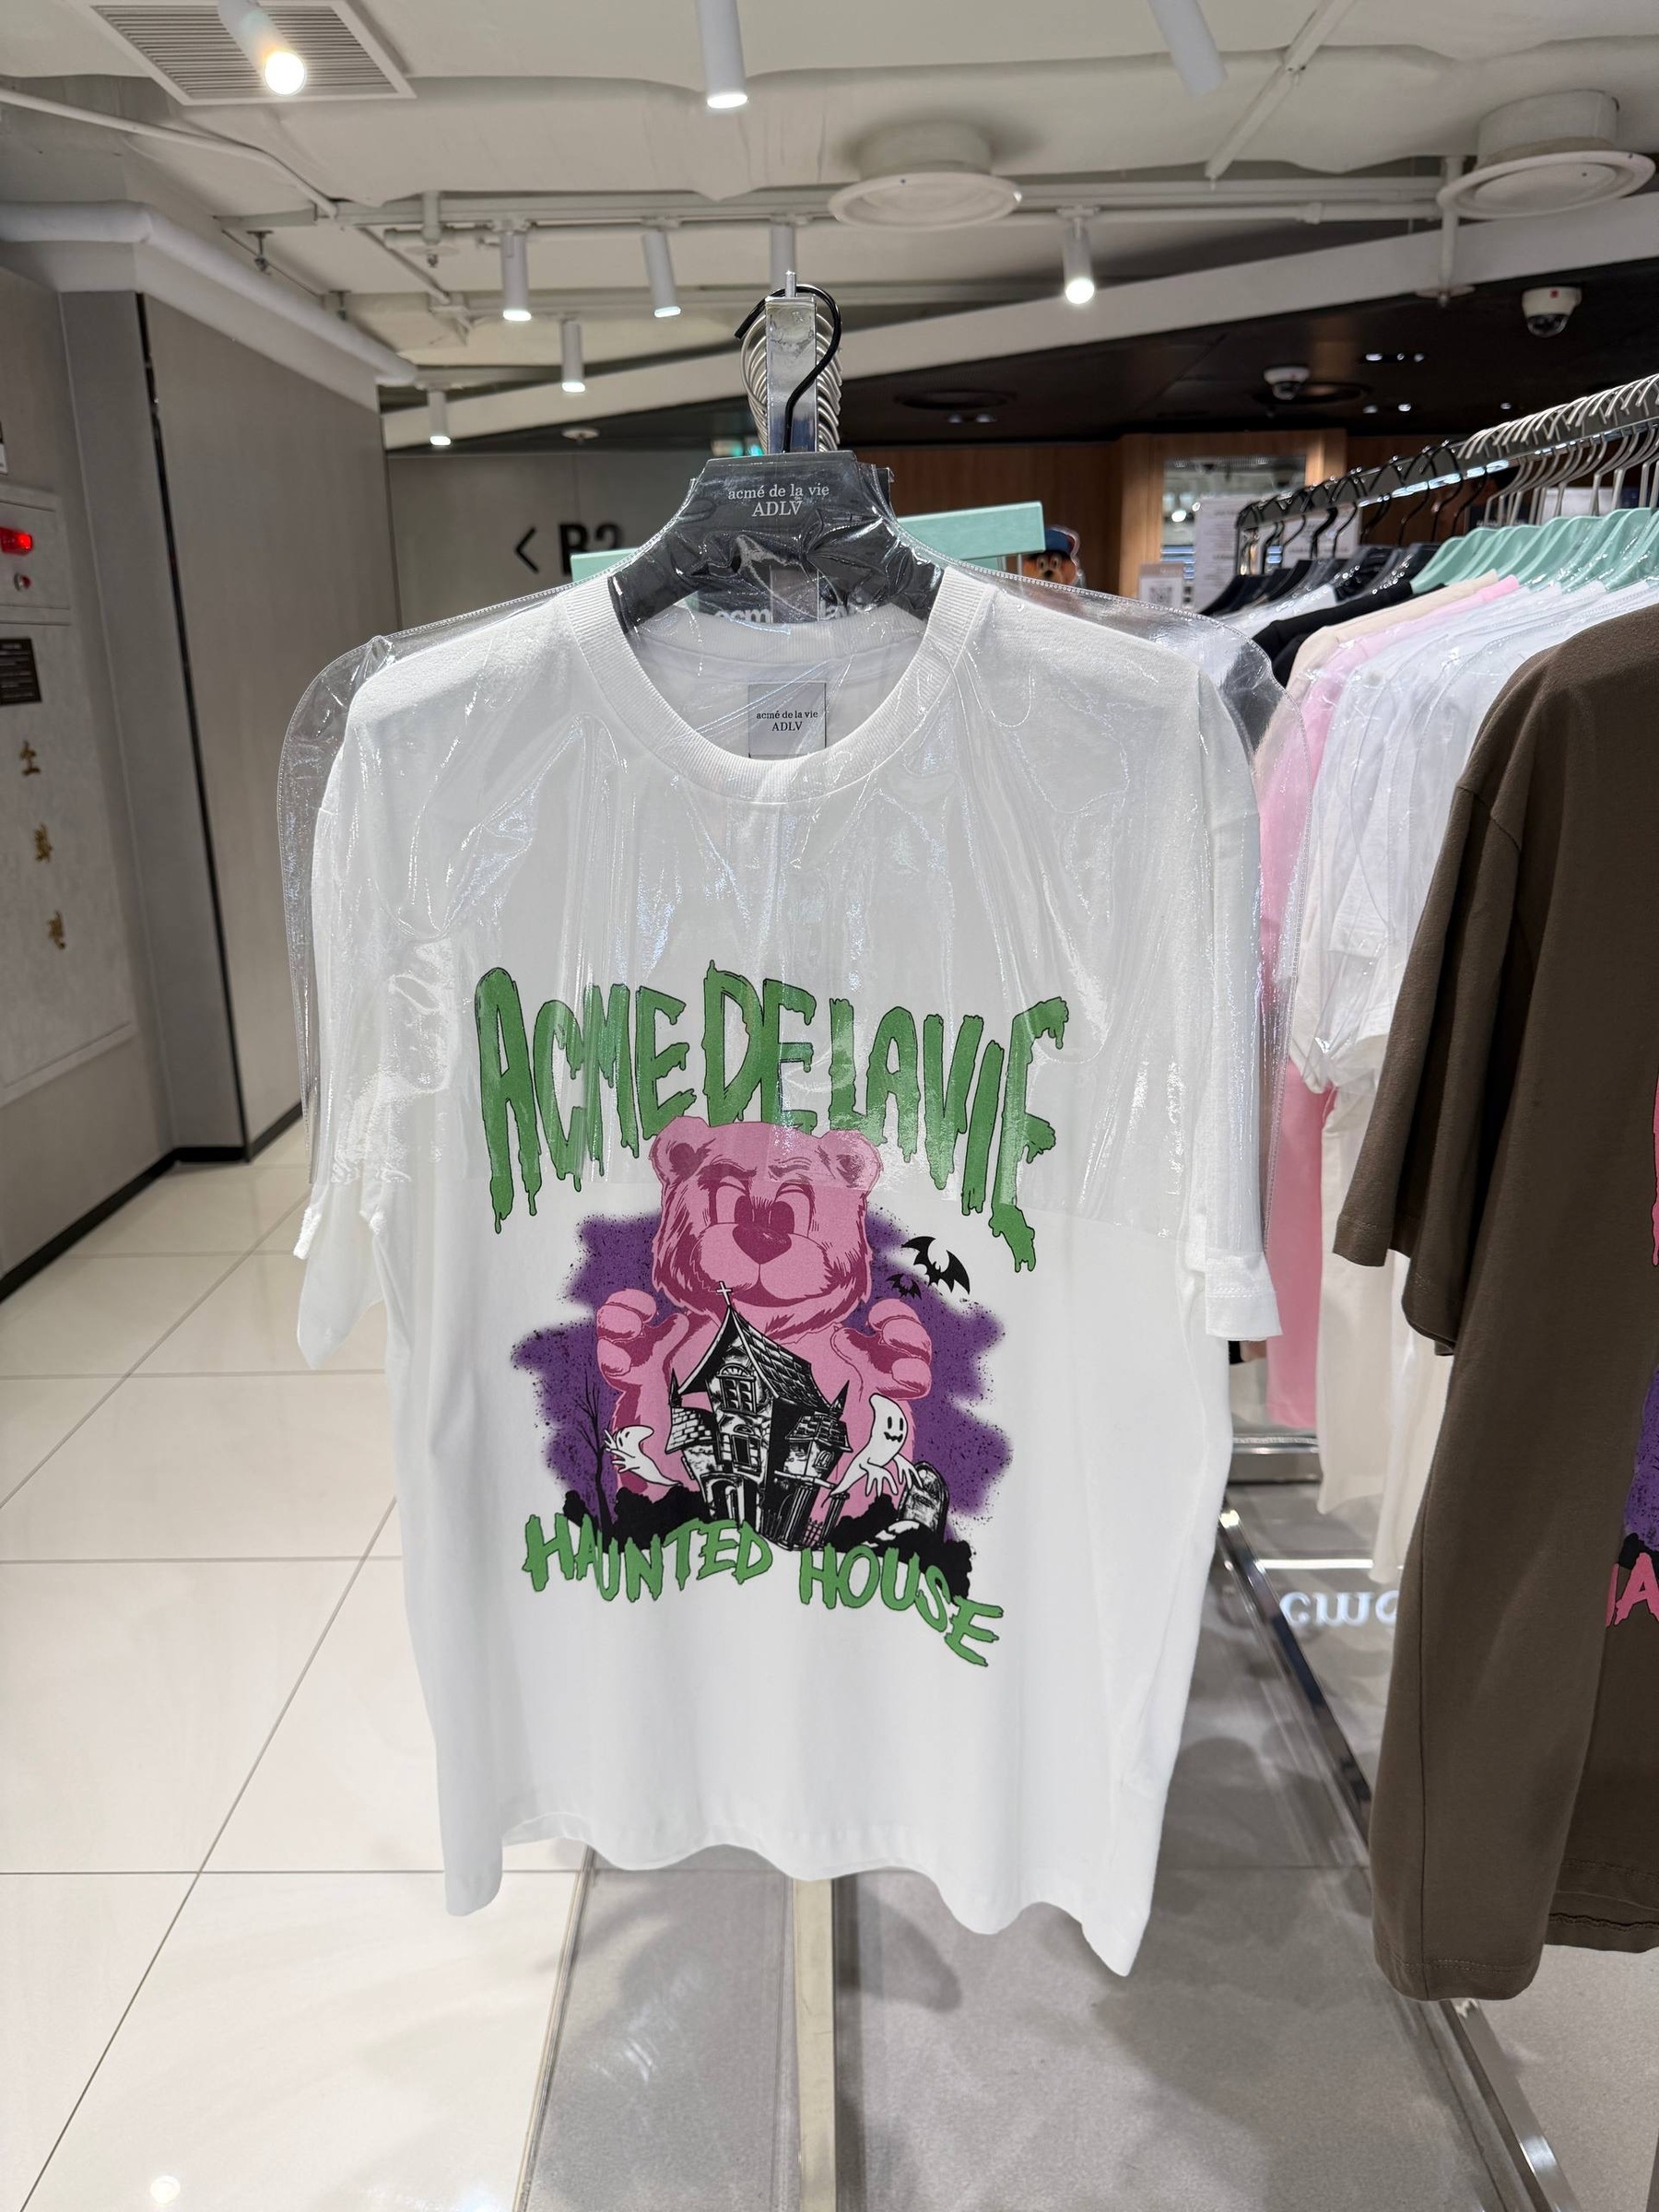 < B2
acmé de la vie
ADLV
acmé de la vie
ADLV
ACME DE LA VIE
HAUNTED HOUSE